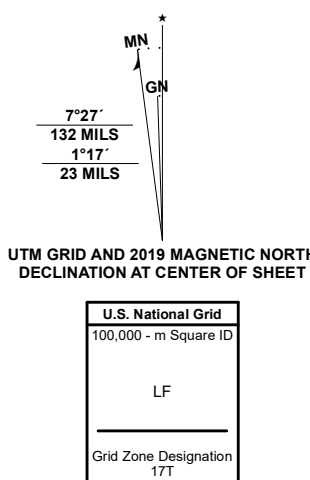 ★
MN
GN
7°27´
132 MILS
1°17´
23 MILS
UTM GRID AND 2019 MAGNETIC NORTH
DECLINATION AT CENTER OF SHEET
U.S. National Grid
100,000 - m Square ID
LF
Grid Zone Designation
17T